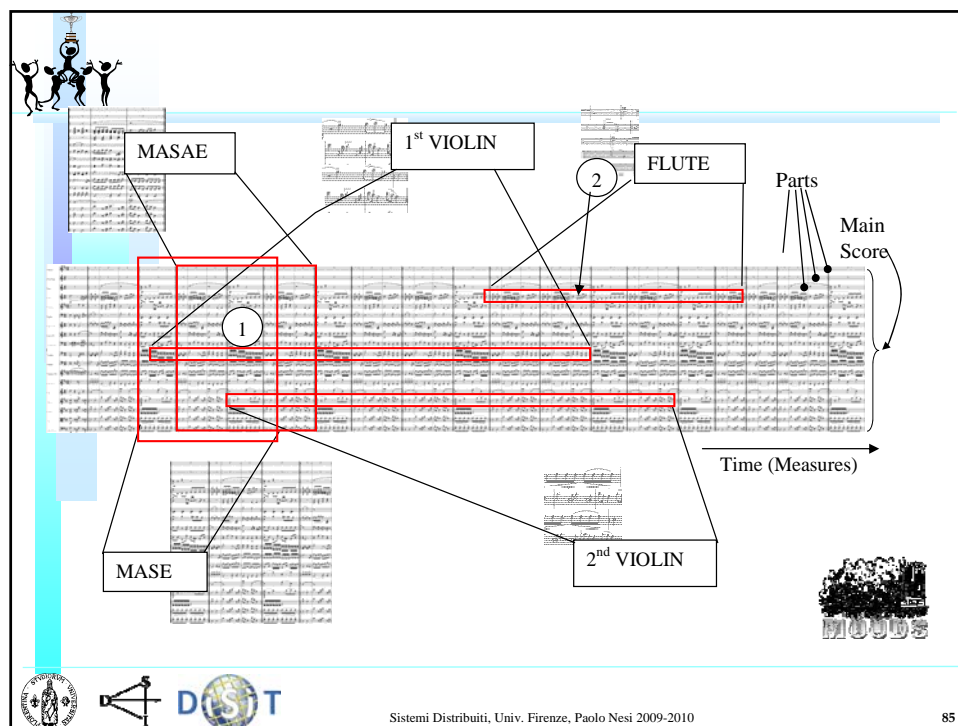 MASAE
1st VIOLIN
2
FLUTE
Parts
Main
Score
1
Time (Measures)
MASE
2nd VIOLIN
MOODS
D S I
DISIT
Sistemi Distribuiti, Univ. Firenze, Paolo Nesi 2009-2010
85